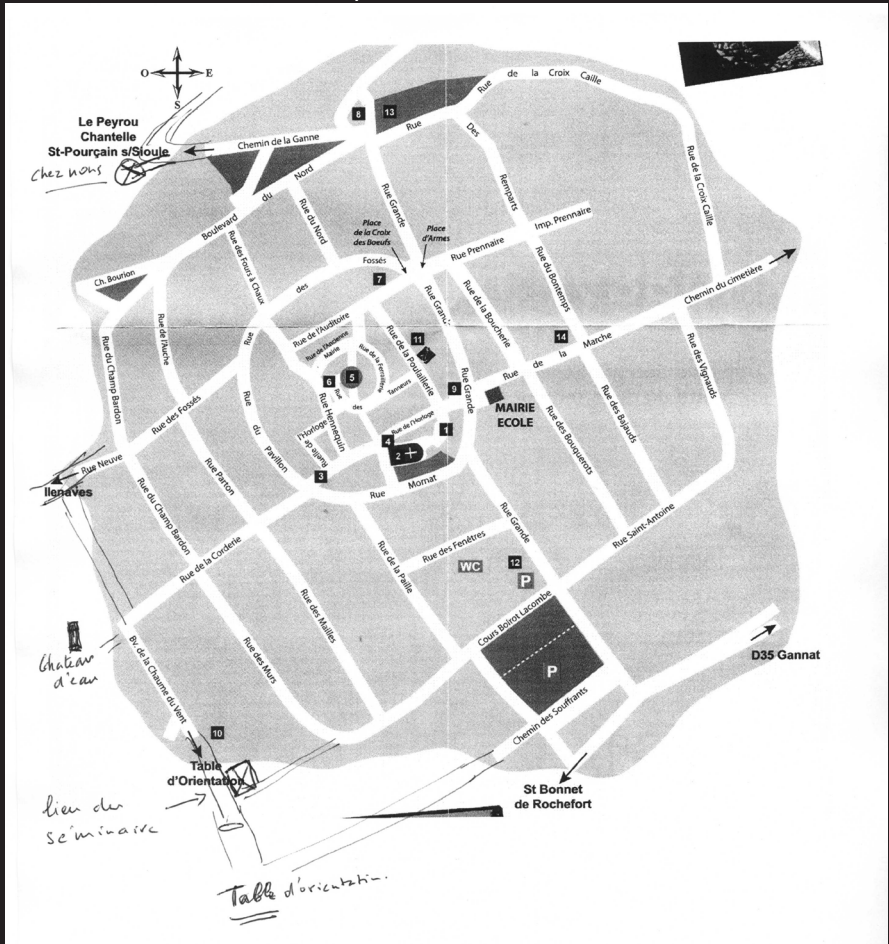 O
E
S
Le Peyrou
Chantelle
St-Pourçain s/Sioule
chez nous
Chemin de la Ganne
8
13
Rue
Rue de la Croix Caille
Des Remparts
Rue de la Croix Caille
Boulevard du Nord
Rue du Nord
Rue Grande
Place
de la Croix
des Boeufs
Place
d'Armes
Imp. Prennaire
Rue Prennaire
Ch. Bourion
Rue des Fours à Chaux
Rue des Fossés
7
Rue du Bontemps
Chemin du cimetière
Rue du Champ Bardon
Rue de l'Auche
Rue de l'Auditoire
Rue de l'Ancienne
Mairie
Rue de la Ferraillerie
Rue Grande
Rue de la Boucherie
11
Rue de la Poulaillerie
14
Rue de la Marche
Rue des Vignauds
6
5
Rue des Tanneurs
9
Rue Grande
MAIRIE
ECOLE
Rue des Fossés
Rue du Pavillon
Rue Hennequin
Ruelle de
l'Horloge
Rue de l'Horloge
1
4
2
3
Rue Mornat
Rue des Bouquerots
Rue des Bajauds
Rue Neuve
Ilenaves
Rue Parton
Rue du Champ Bardon
Rue de la Corderie
Rue de la Paille
Rue des Fenêtres
Rue Grande
Rue Saint-Antoine
WC
12
P
Cours Boirot Lacombe
P
Rue des Mailles
Rue des Murs
Chateau
d'eau
Bv. de la Chaume du Vent
Chemin des Souffrants
D35 Gannat
10
Table
d'Orientation
St Bonnet
de Rochefort
lieu du
séminaire
Table d'orientation.